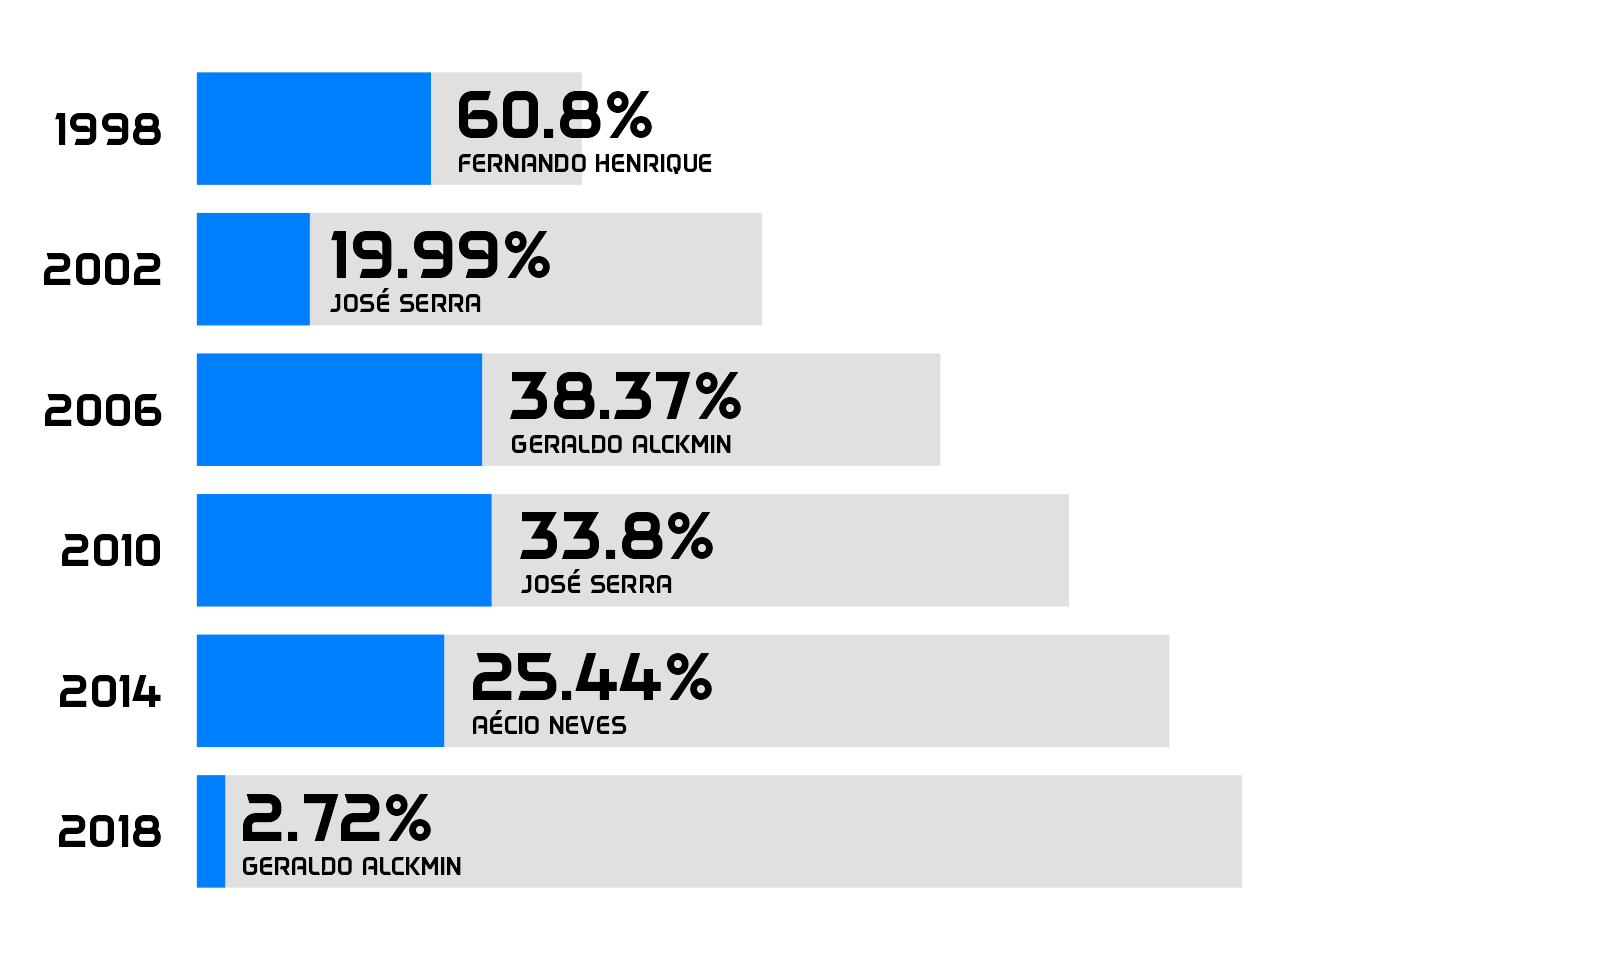 1998
60.8%
FERNANDO HENRIQUE
2002
19.99%
JOSÉ SERRA
2006
38.37%
GERALDO ALCKMIN
2010
33.8%
JOSÉ SERRA
2014
25.44%
AÉCIO NEVES
2018
2.72%
GERALDO ALCKMIN